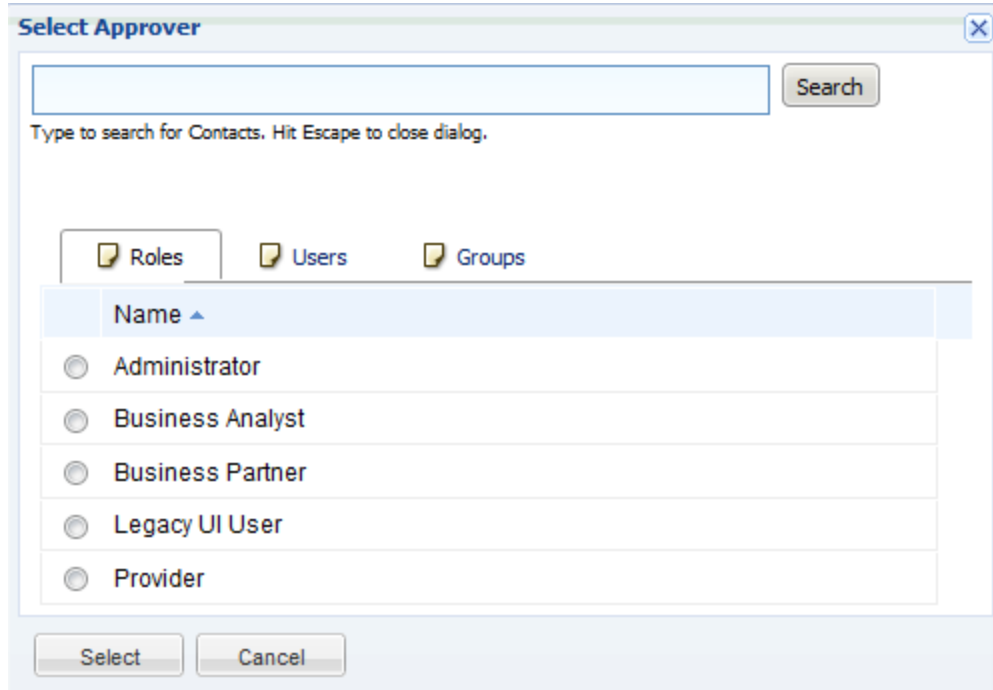 Select Approver
Search
Type to search for Contacts. Hit Escape to close dialog.
Roles Users Groups
Name
Administrator
Business Analyst
Business Partner
Legacy UI User
Provider
Select Cancel